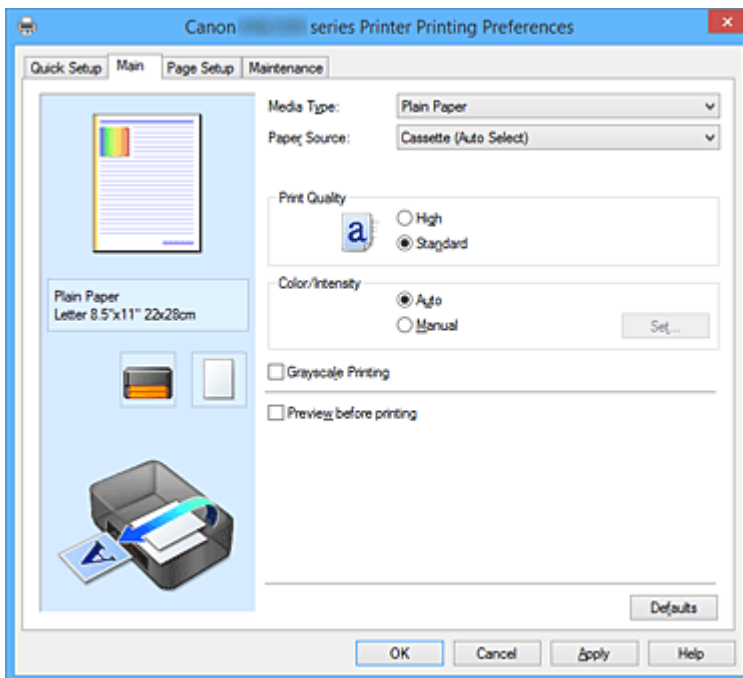 Canon series Printer Printing Preferences
Quick Setup Main Page Setup Maintenance
Media Type: Plain Paper
Paper Source: Cassette (Auto Select)
Print Quality
a
High
Standard
Color/Intensity
Auto
Manual
Set...
Plain Paper
Letter 8.5"x11" 22x28cm
Grayscale Printing
Preview before printing
A
Defaults
OK Cancel Apply Help